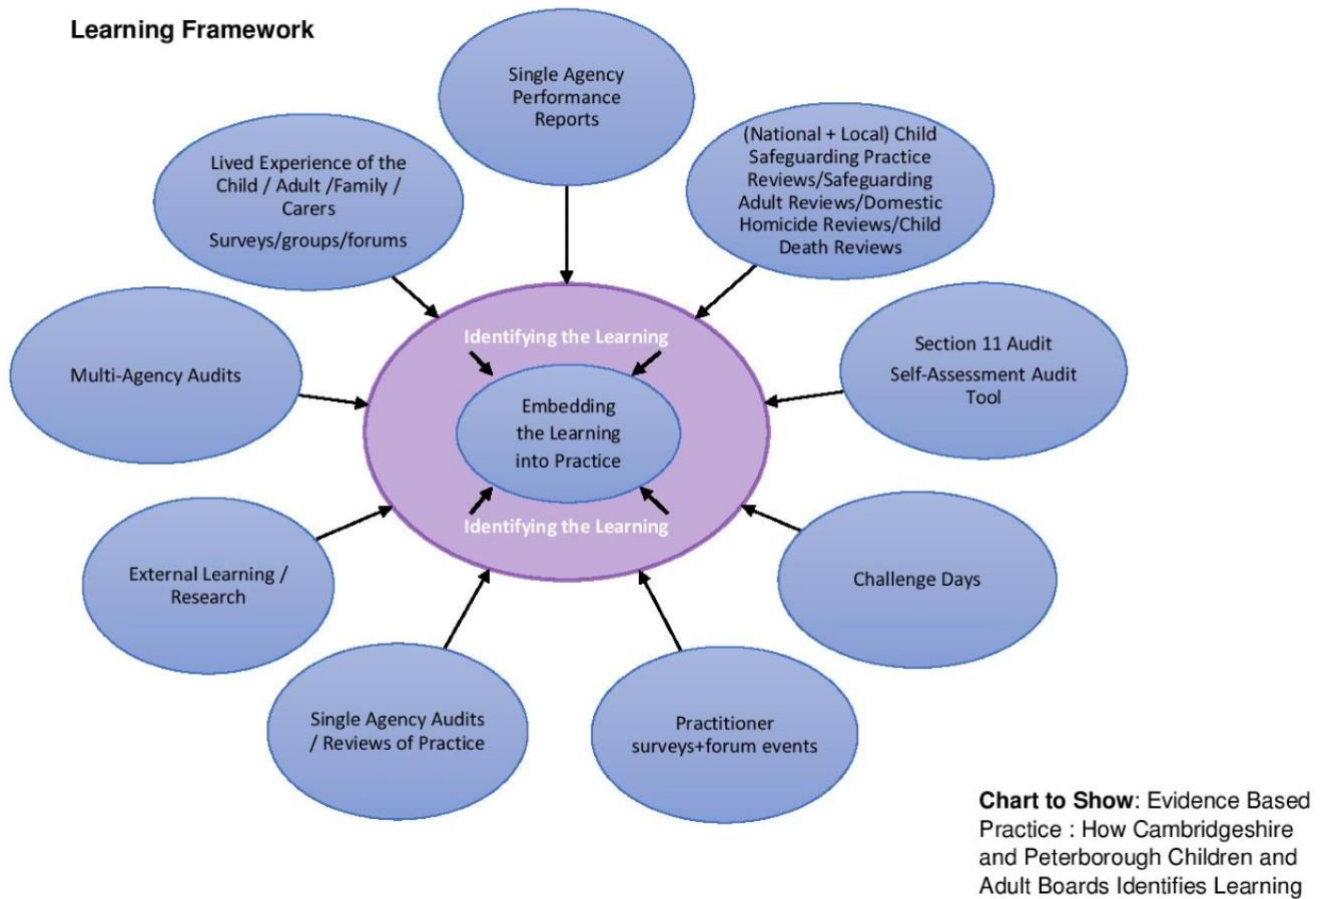 Learning Framework
Single Agency
Performance
Reports
(National + Local) Child
Safeguarding Practice
Reviews/Safeguarding
Adult Reviews/Domestic
Homicide Reviews/Child
Death Reviews
Lived Experience of the
Child / Adult /Family /
Carers
Surveys/groups/forums
Section 11 Audit
Self-Assessment Audit
Tool
Multi-Agency Audits
Identifying the Learning
Embedding
the Learning
into Practice
Identifying the Learning
External Learning /
Research
Challenge Days
Single Agency Audits
/ Reviews of Practice
Practitioner
surveys+forum events
Chart to Show: Evidence Based
Practice : How Cambridgeshire
and Peterborough Children and
Adult Boards Identifies Learning